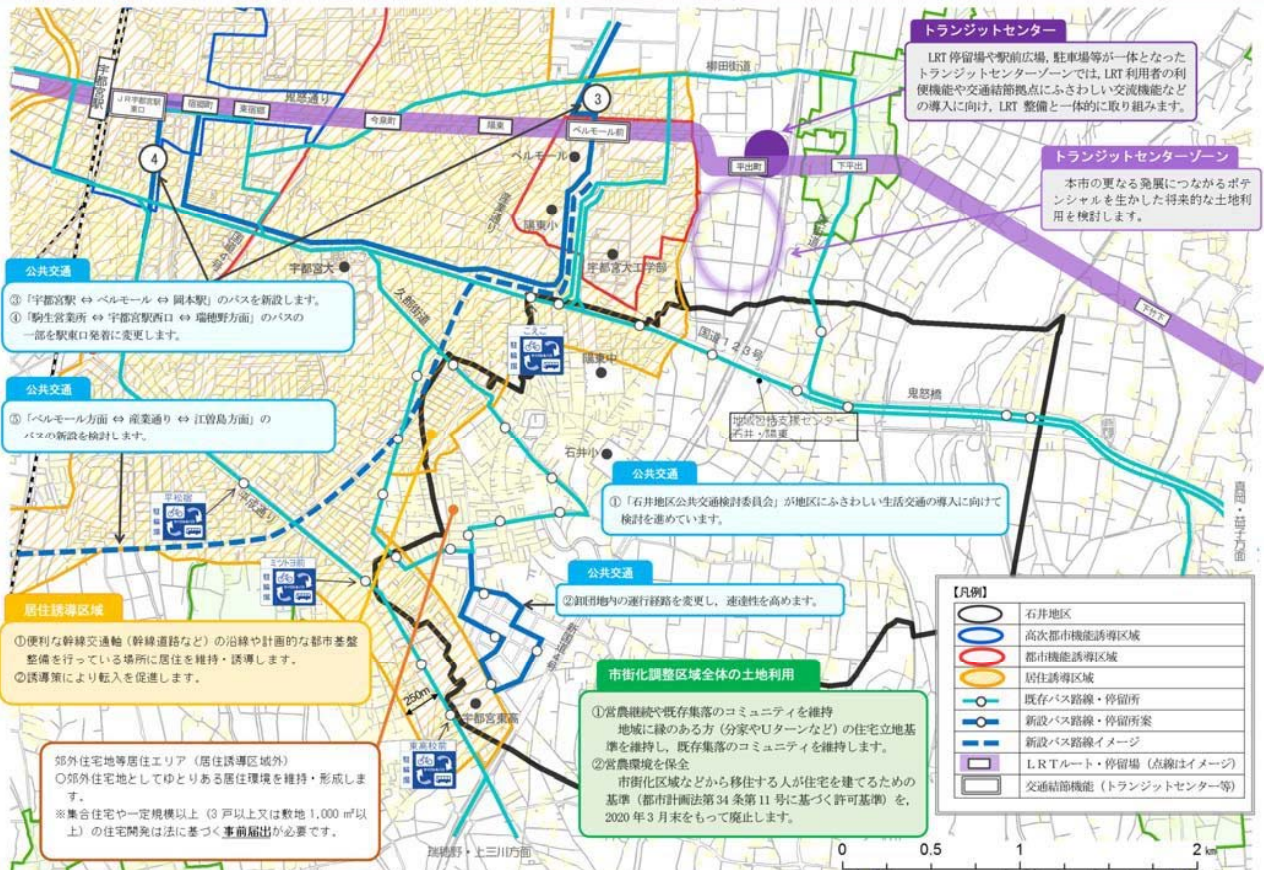 柳田街道
宇都宮駅
JR宇都宮駅
東口
宿郷町
東宿郷
鬼怒通り
今泉町
陽東
ベルモール前
平出町
下平出
下竹下
③
④
ベルモール
陽東小
宇都宮大工学部
宇都宮大
久部街道
国道123号
鬼怒橋
陽東中
石井小
地域包括支援センター
石井・陽東
平成通り
新国道4号
宇都宮東高
250m
瑞穂野・上三川方面
真岡・益子方面
こえご
駐輪場
平松宿
駐輪場
ミツトヨ前
駐輪場
東高校前
駐輪場
トランジットセンター
LRT 停留場や駅前広場, 駐車場等が一体となった
トランジットセンターゾーンでは, LRT 利用者の利
便機能や交通結節拠点にふさわしい交流機能など
の導入に向け, LRT 整備と一体的に取り組みます。
トランジットセンターゾーン
本市の更なる発展につながるポテ
ンシャルを生かした将来的な土地利
用を検討します。
公共交通
③「宇都宮駅 ⇔ ベルモール ⇔ 岡本駅」のバスを新設します。
④「駒生営業所 ⇔ 宇都宮駅西口 ⇔ 瑞穂野方面」のバスの
一部を駅東口発着に変更します。
公共交通
⑤「ベルモール方面 ⇔ 産業通り ⇔ 江曽島方面」の
バスの新設を検討します。
公共交通
①「石井地区公共交通検討委員会」が地区にふさわしい生活交通の導入に向けて
検討を進めています。
公共交通
②卸団地内の運行経路を変更し, 速達性を高めます。
居住誘導区域
①便利な幹線交通軸（幹線道路など）の沿線や計画的な都市基盤
整備を行っている場所に居住を維持・誘導します。
②誘導策により転入を促進します。
郊外住宅地等居住エリア（居住誘導区域外）
○郊外住宅地としてゆとりある居住環境を維持・形成しま
す。
※集合住宅や一定規模以上（3 戸以上又は敷地 1,000 ㎡以
上）の住宅開発は法に基づく事前届出が必要です。
市街化調整区域全体の土地利用
①営農継続や既存集落のコミュニティを維持
地域に縁のある方（分家やUターンなど）の住宅立地基
準を維持し, 既存集落のコミュニティを維持します。
②営農環境を保全
市街化区域などから移住する人が住宅を建てるための
基準（都市計画法第 34 条第 11 号に基づく許可基準）を,
2020 年 3 月末をもって廃止します。
【凡例】
石井地区
高次都市機能誘導区域
都市機能誘導区域
居住誘導区域
既存バス路線・停留所
新設バス路線・停留所案
新設バス路線イメージ
LRTルート・停留場（点線はイメージ）
交通結節機能（トランジットセンター等）
0 0.5 1 2 km